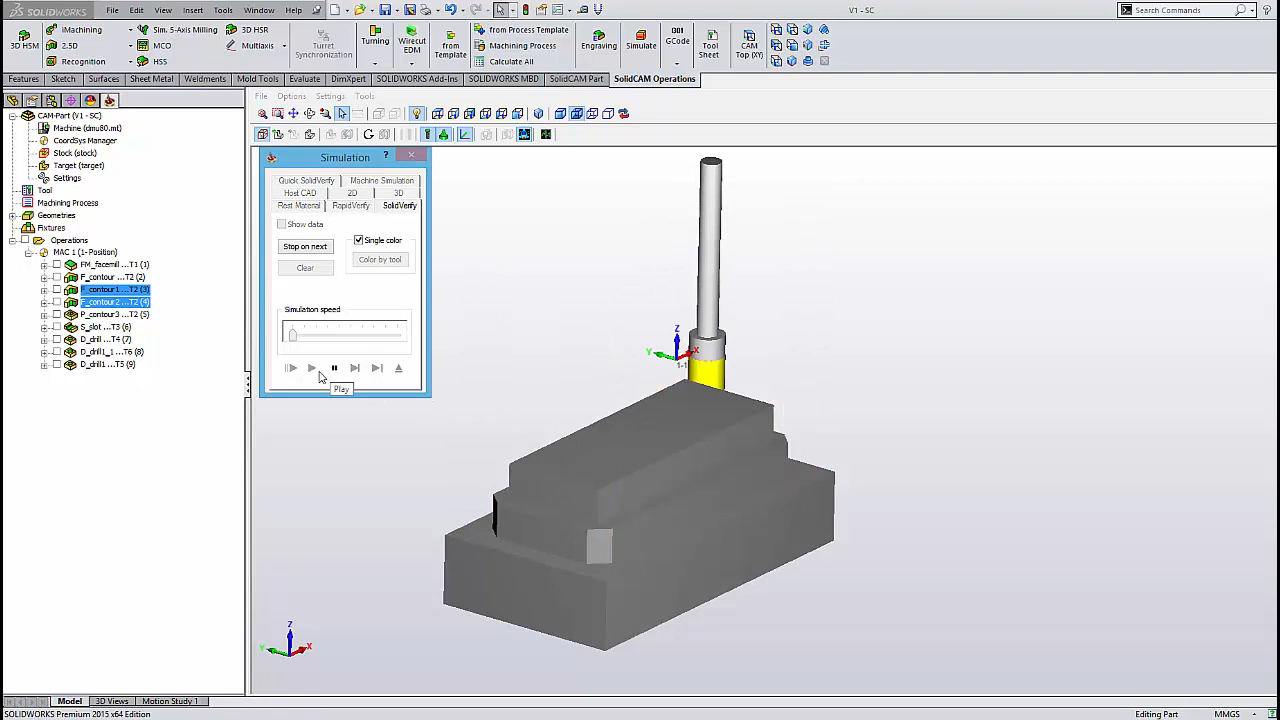 SOLIDWORKS File Edit View Insert Tools Window Help V1 - SC Search Commands
3D HSM iMachining 2.5D Recognition Sim. 5-Axis Milling MCO HSS 3D HSR Multiaxis Turret Synchronization Turning Wirecut EDM from Template from Process Template Machining Process Calculate All Engraving Simulate GCode Tool Sheet CAM Top (XY)
Features Sketch Surfaces Sheet Metal Weldments Mold Tools Evaluate DimXpert SOLIDWORKS Add-Ins SOLIDWORKS MBD SolidCAM Part SolidCAM Operations
File Options Settings Tools
CAM-Part (V1 - SC)
Machine (dmu80.mt)
CoordSys Manager
Stock (stock)
Target (target)
Settings
Tool
Machining Process
Geometries
Fixtures
Operations
MAC 1 (1- Position)
FM_facemill ...T1 (1)
F_contour ...T2 (2)
F_contour1 ...T2 (3)
F_contour2 ...T2 (4)
P_contour3 ...T2 (5)
S_slot ...T3 (6)
D_drill ...T4 (7)
D_drill1_1 ...T6 (8)
D_drill1 ...T5 (9)
Simulation ?
Quick SolidVerify Machine Simulation
Host CAD 2D 3D
Rest Material RapidVerify SolidVerify
Show data
Stop on next Single color
Clear Color by tool
Simulation speed
Play
Z
Y X
1-1
Z
Y X
Model 3D Views Motion Study 1
SOLIDWORKS Premium 2015 x64 Edition Editing Part MMGS